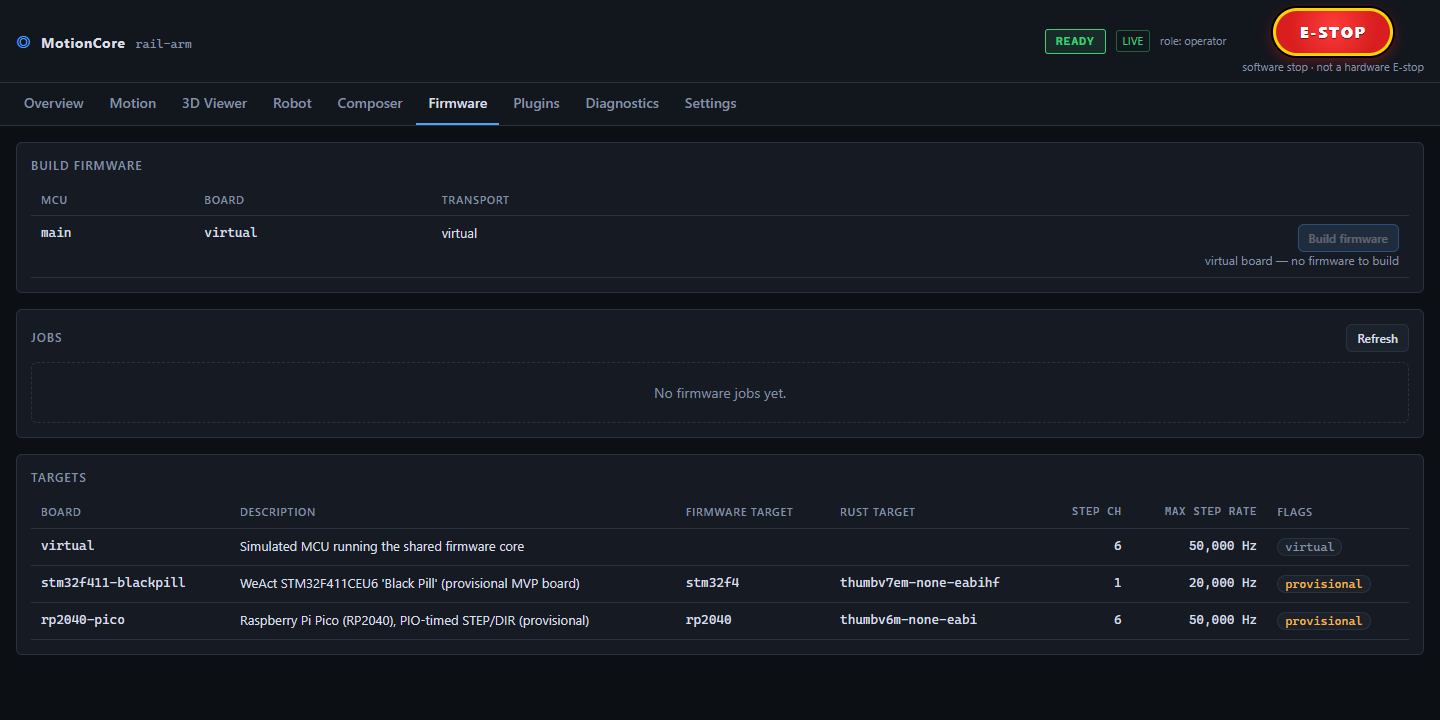 MotionCore rail-arm
READY LIVE role: operator E-STOP
software stop · not a hardware E-stop
Overview Motion 3D Viewer Robot Composer Firmware Plugins Diagnostics Settings
BUILD FIRMWARE
MCU BOARD TRANSPORT
main virtual virtual Build firmware
virtual board — no firmware to build
JOBS Refresh
No firmware jobs yet.
TARGETS
BOARD DESCRIPTION FIRMWARE TARGET RUST TARGET STEP CH MAX STEP RATE FLAGS
virtual Simulated MCU running the shared firmware core 6 50,000 Hz virtual
stm32f411-blackpill WeAct STM32F411CEU6 'Black Pill' (provisional MVP board) stm32f4 thumbv7em-none-eabihf 1 20,000 Hz provisional
rp2040-pico Raspberry Pi Pico (RP2040), PIO-timed STEP/DIR (provisional) rp2040 thumbv6m-none-eabi 6 50,000 Hz provisional